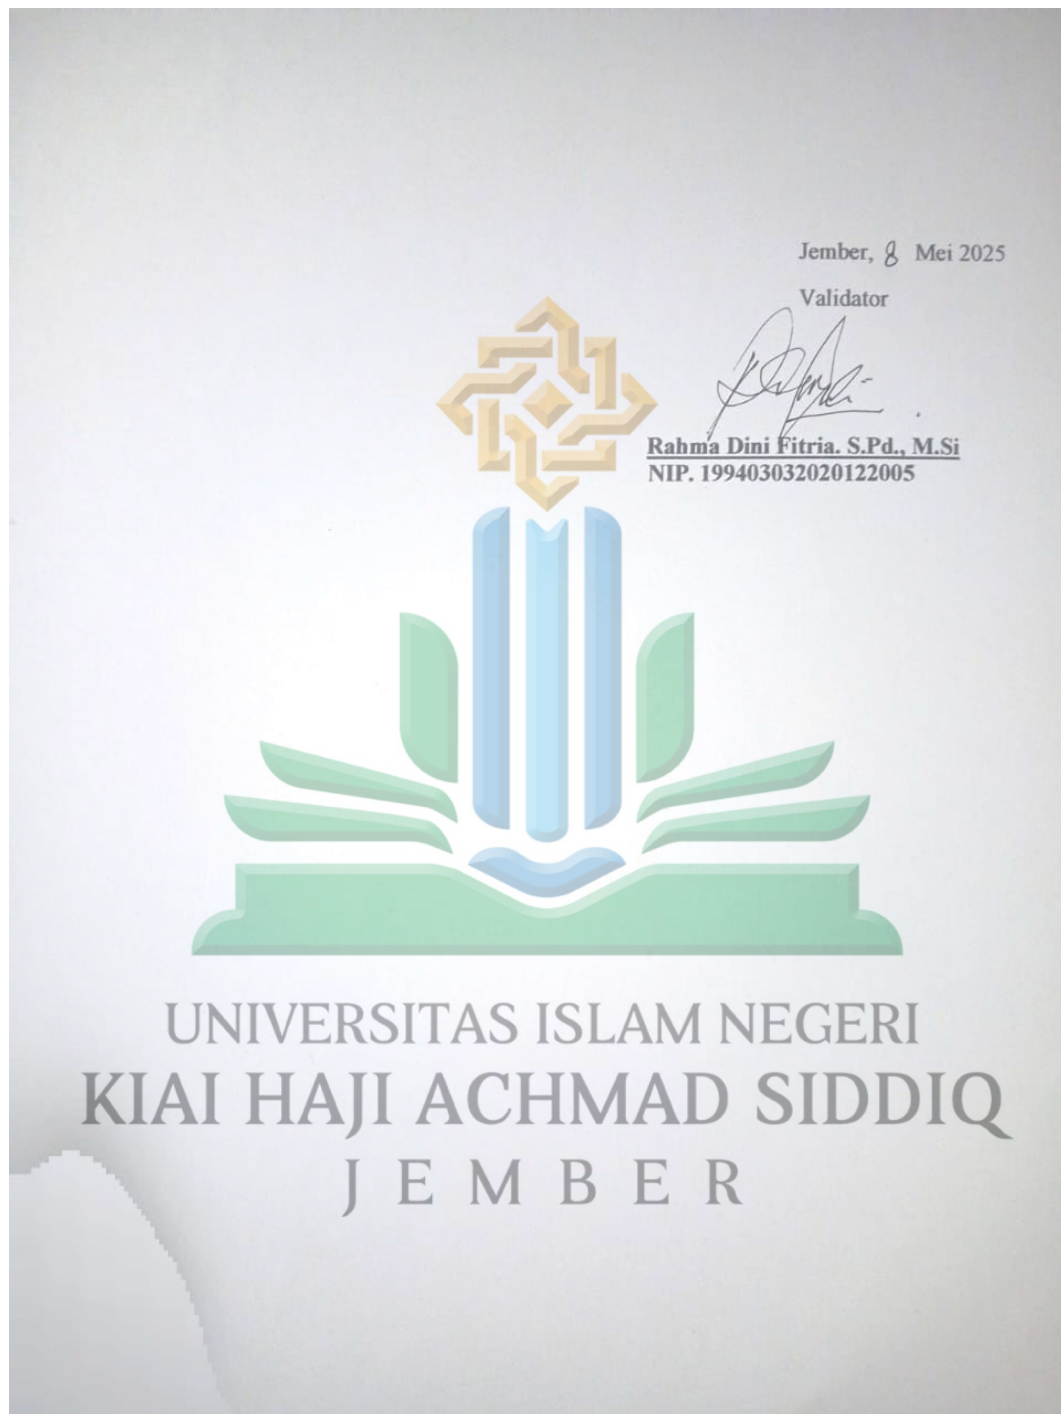 Jember, 8 Mei 2025
Validator
Rahma Dini Fitria. S.Pd., M.Si
NIP. 199403032020122005
UNIVERSITAS ISLAM NEGERI
KIAI HAJI ACHMAD SIDDIQ
JEMBER